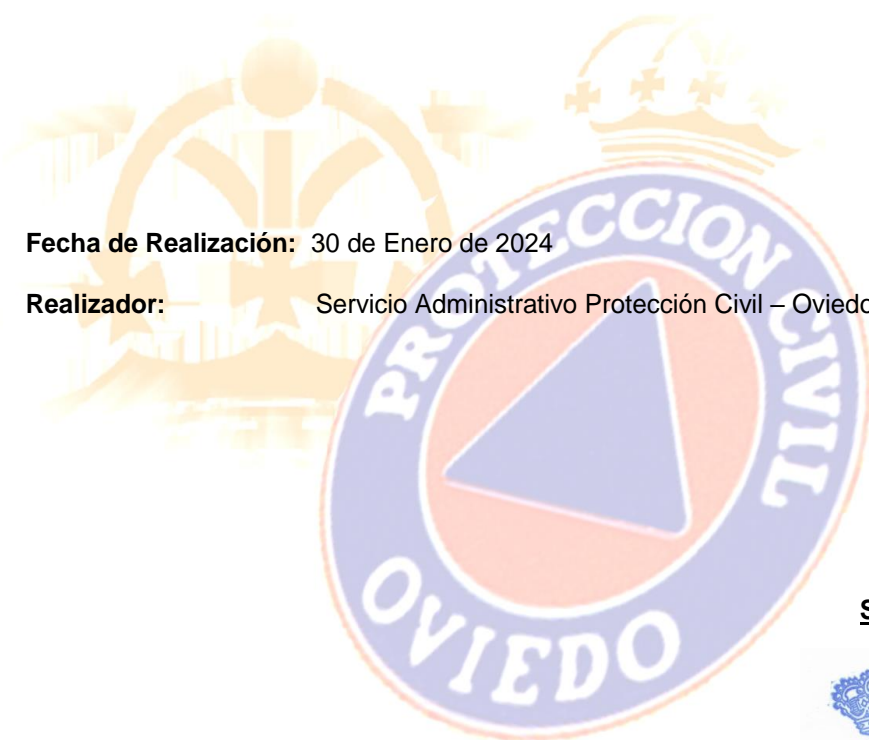 Fecha de Realización: 30 de Enero de 2024
Realizador: Servicio Administrativo Protección Civil – Oviedo
PROTECCION CIVIL
OVIEDO
S